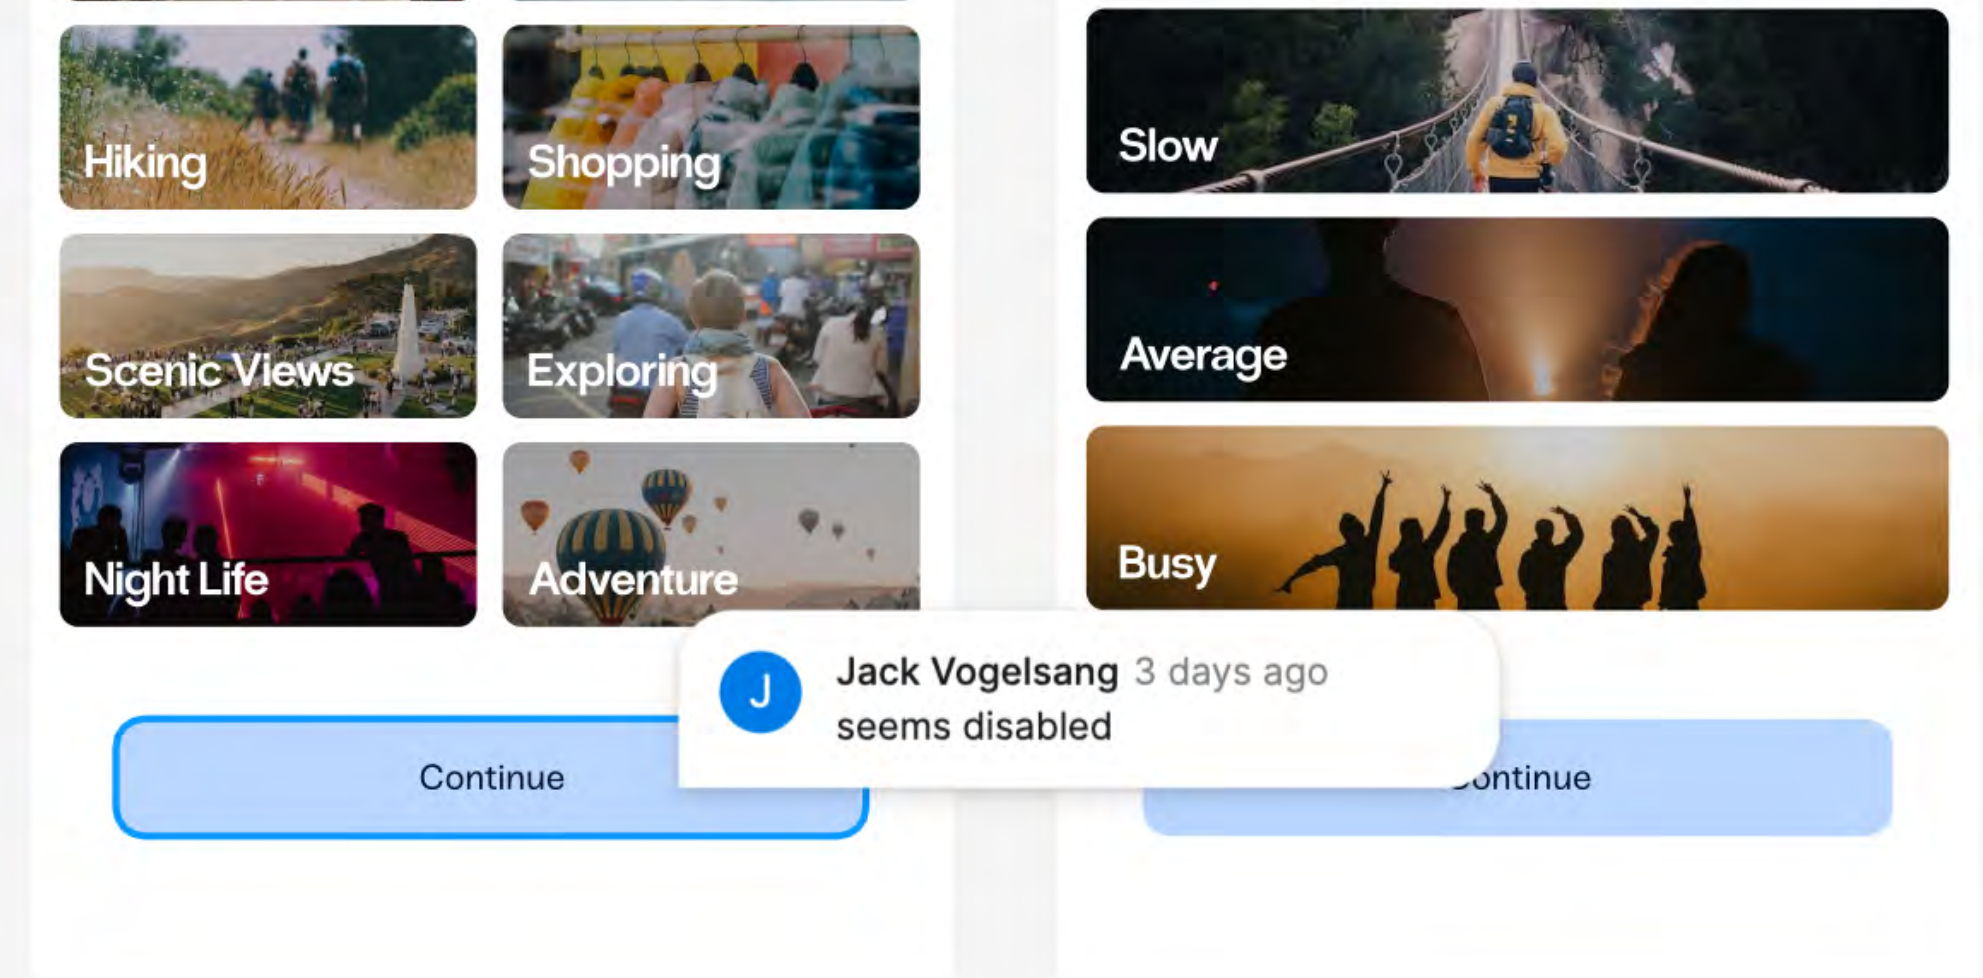 Hiking
Shopping
Scenic Views
Exploring
Night Life
Adventure
Slow
Average
Busy
Jack Vogelsang 3 days ago
seems disabled
J
Continue
ontinue